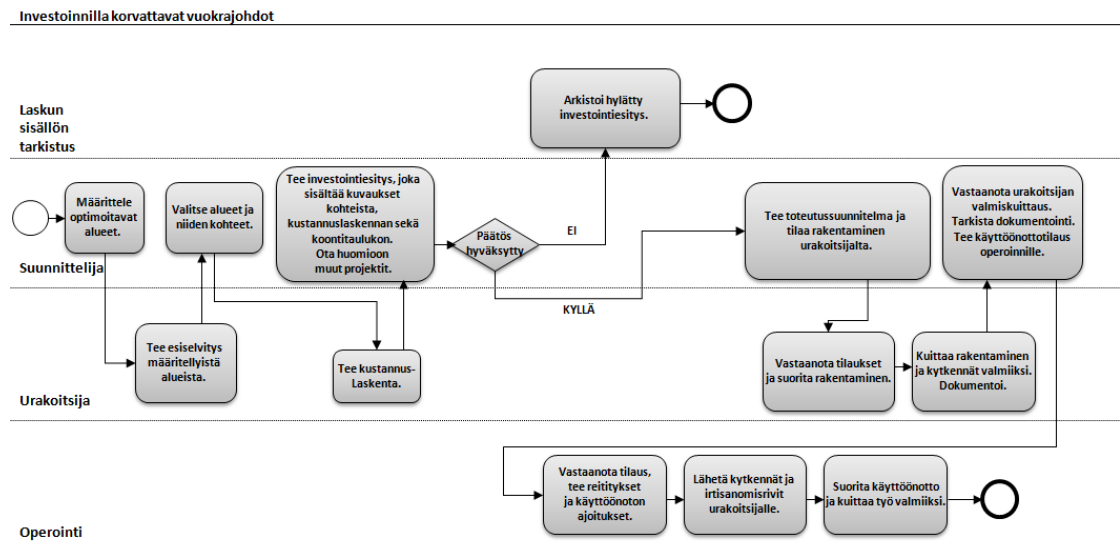 Investoinnilla korvattavat vuokrajohdot
Arkistoi hylätty
investointiesitys.
Laskun
sisällön
tarkistus
Määrittele
optimoitavat
alueet.
Valitse alueet ja
niiden kohteet.
Tee investointiesitys, joka
sisältää kuvaukset
kohteista,
kustannuslaskennan sekä
koontitaulukon.
Ota huomioon
muut projektit.
Päätös
hyväksytty
EI
KYLLÄ
Tee toteutussuunnitelma ja
tilaa rakentaminen
urakoitsijalta.
Vastaanota urakoitsijan
valmiskuittaus.
Tarkista dokumentointi.
Tee käyttöönottotilaus
operoinnille.
Suunnittelija
Tee esiselvitys
määritellyistä
alueista.
Tee kustannus-
Laskenta.
Vastaanota tilaukset
ja suorita rakentaminen.
Kuittaa rakentaminen
ja kytkennät valmiiksi.
Dokumentoi.
Urakoitsija
Vastaanota tilaus,
tee reititykset
ja käyttöönoton
ajoitukset.
Lähetä kytkennät ja
irtisanomisrivit
urakoitsijalle.
Suorita käyttöönotto
ja kuittaa työ valmiiksi.
Operointi